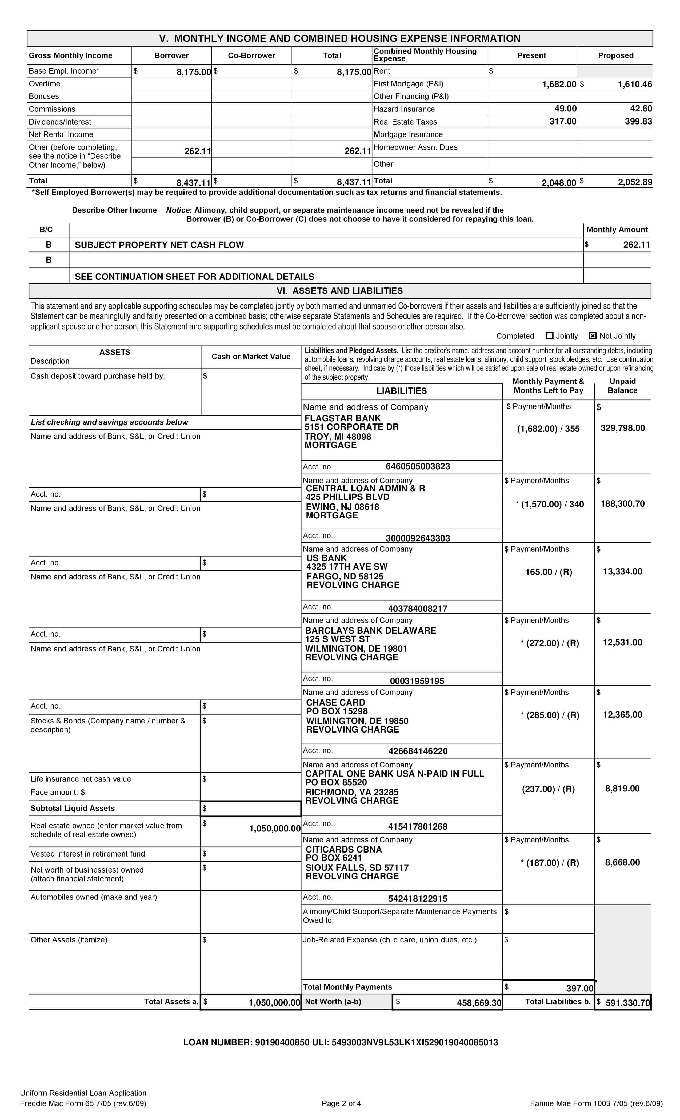 V. MONTHLY INCOME AND COMBINED HOUSING EXPENSE INFORMATION
Gross Monthly Income Borrower Co-Borrower Total Combined Monthly Housing Expense Present Proposed
Base Empl. Income* $ 8,175.00 $ $ 8,175.00 Rent $
Overtime First Mortgage (P&I) 1,682.00 $ 1,610.46
Bonuses Other Financing (P&I)
Commissions Hazard Insurance 49.00 42.60
Dividends/Interest Real Estate Taxes 317.00 399.83
Net Rental Income Mortgage Insurance
Other (before completing, see the notice in "Describe Other Income," below) 262.11 262.11 Homeowner Assn. Dues
Other
Total $ 8,437.11 $ $ 8,437.11 Total $ 2,048.00 $ 2,052.89
*Self Employed Borrower(s) may be required to provide additional documentation such as tax returns and financial statements.
Describe Other Income Notice: Alimony, child support, or separate maintenance income need not be revealed if the
Borrower (B) or Co-Borrower (C) does not choose to have it considered for repaying this loan.
B/C Monthly Amount
B SUBJECT PROPERTY NET CASH FLOW $ 262.11
B
SEE CONTINUATION SHEET FOR ADDITIONAL DETAILS
VI. ASSETS AND LIABILITIES
This statement and any applicable supporting schedules may be completed jointly by both married and unmarried Co-borrowers if their assets and liabilities are sufficiently joined so that the
Statement can be meaningfully and fairly presented on a combined basis; otherwise separate Statements and Schedules are required. If the Co-Borrower section was completed about a non-
applicant spouse or other person, this Statement and supporting schedules must be completed about that spouse or other person also.
Completed Jointly Not Jointly
ASSETS
Description
Cash or Market Value
Liabilities and Pledged Assets. List the creditor's name, address and account number for all outstanding debts, including
automobile loans, revolving charge accounts, real estate loans, alimony, child support, stock pledges, etc. Use continuation
sheet, if necessary. Indicate by (*) those liabilities which will be satisfied upon sale of real estate owned or upon refinancing
of the subject property.
Cash deposit toward purchase held by: $
LIABILITIES Monthly Payment & Months Left to Pay Unpaid Balance
List checking and savings accounts below
Name and address of Bank, S&L, or Credit Union
Name and address of Company $ Payment/Months $
FLAGSTAR BANK
5151 CORPORATE DR (1,682.00) / 355 329,798.00
TROY, MI 48098
MORTGAGE
Acct. no. 6460505003823
Acct. no. $
Name and address of Bank, S&L, or Credit Union
Name and address of Company $ Payment/Months $
CENTRAL LOAN ADMIN & R
425 PHILLIPS BLVD
EWING, NJ 08618 * (1,570.00) / 340 188,300.70
MORTGAGE
Acct. no. 3000092643303
Acct. no. $
Name and address of Bank, S&L, or Credit Union
Name and address of Company $ Payment/Months $
US BANK
4325 17TH AVE SW 165.00 / (R) 13,334.00
FARGO, ND 58125
REVOLVING CHARGE
Acct. no. 403784008217
Acct. no. $
Name and address of Bank, S&L, or Credit Union
Name and address of Company $ Payment/Months $
BARCLAYS BANK DELAWARE
125 S WEST ST * (272.00) / (R) 12,531.00
WILMINGTON, DE 19801
REVOLVING CHARGE
Acct. no. 00031959195
Acct. no. $
Stocks & Bonds (Company name / number & description) $
Name and address of Company $ Payment/Months $
CHASE CARD
PO BOX 15298 * (285.00) / (R) 12,365.00
WILMINGTON, DE 19850
REVOLVING CHARGE
Acct. no. 426684146220
Life insurance net cash value $
Face amount: $
Subtotal Liquid Assets $
Name and address of Company $ Payment/Months $
CAPITAL ONE BANK USA N-PAID IN FULL
PO BOX 85520 (237.00) / (R) 8,819.00
RICHMOND, VA 23285
REVOLVING CHARGE
Acct. no. 415417801268
Real estate owned (enter market value from schedule of real estate owned) $ 1,050,000.00
Vested interest in retirement fund $
Net worth of business(es) owned (attach financial statement) $
Name and address of Company $ Payment/Months $
CITICARDS CBNA
PO BOX 6241 * (187.00) / (R) 8,668.00
SIOUX FALLS, SD 57117
REVOLVING CHARGE
Acct. no. 542418122915
Automobiles owned (make and year) $
Alimony/Child Support/Separate Maintenance Payments Owed to: $
Other Assets (itemize) $ Job-Related Expense (child care, union dues, etc.) $
Total Monthly Payments $ 397.00
Total Assets a. $ 1,050,000.00 Net Worth (a-b) $ 458,669.30 Total Liabilities b. $ 591,330.70
LOAN NUMBER: 90190400850 ULI: 5493003NV9L53LK1XI529019040085013
Uniform Residential Loan Application
Freddie Mac Form 65 7/05 (rev.6/09) Page 2 of 4 Fannie Mae Form 1003 7/05 (rev.6/09)